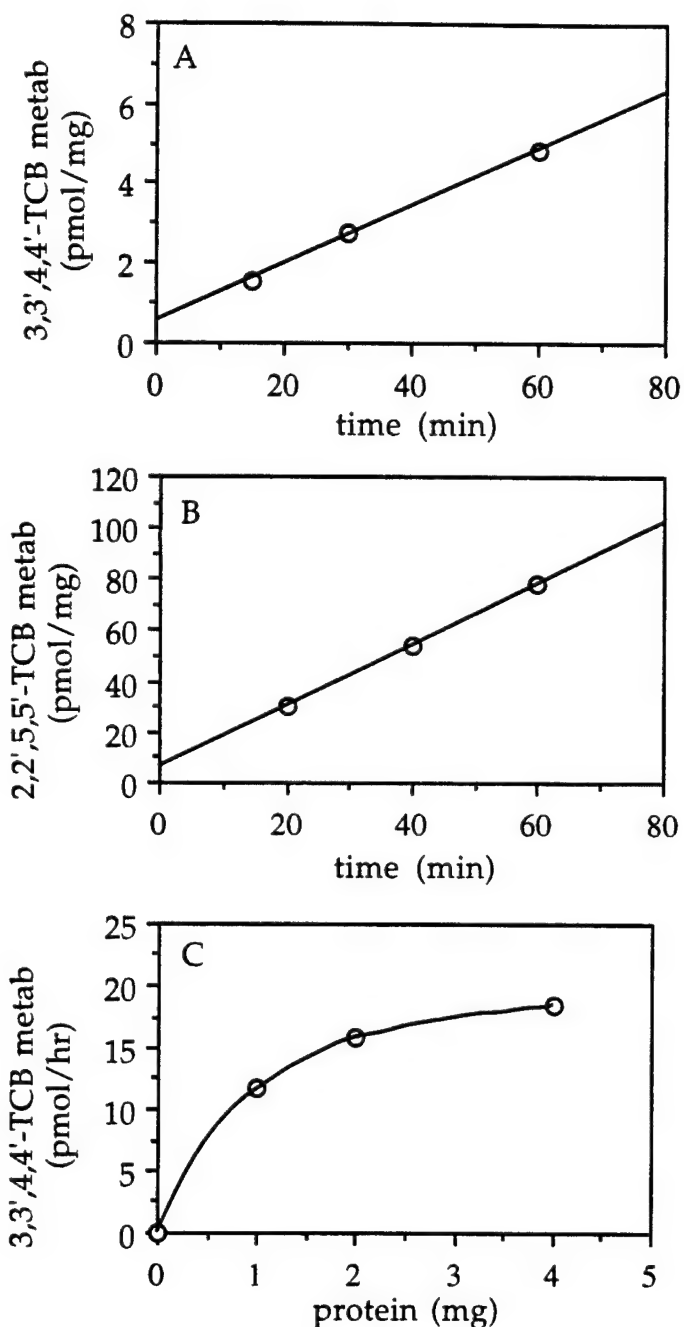 A
3,3',4,4'-TCB metab
(pmol/mg)
8
6
4
2
0
0 20 40 60 80
time (min)
B
2,2',5,5'-TCB metab
(pmol/mg)
120
100
80
60
40
20
0
0 20 40 60 80
time (min)
C
3,3',4,4'-TCB metab
(pmol/hr)
25
20
15
10
5
0
0 1 2 3 4 5
protein (mg)